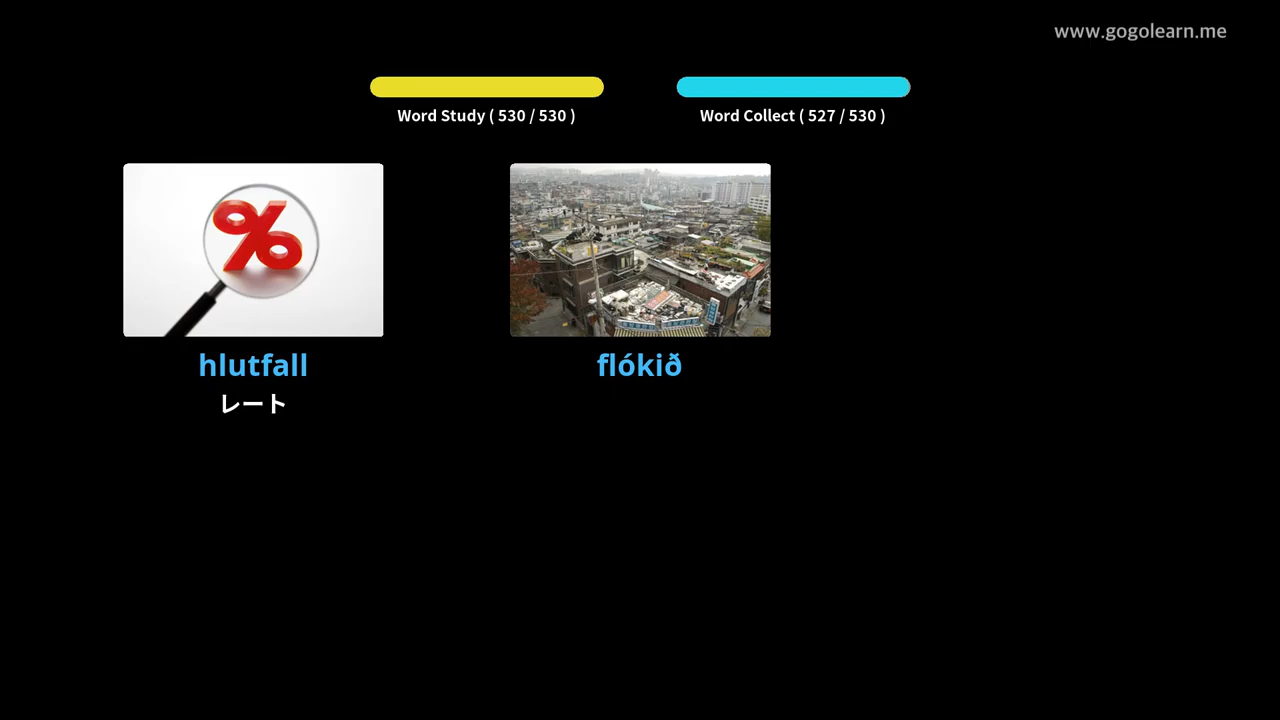 www.gogolearn.me
Word Study ( 530 / 530 )
Word Collect ( 527 / 530 )
%
hlutfall
flókið
レート